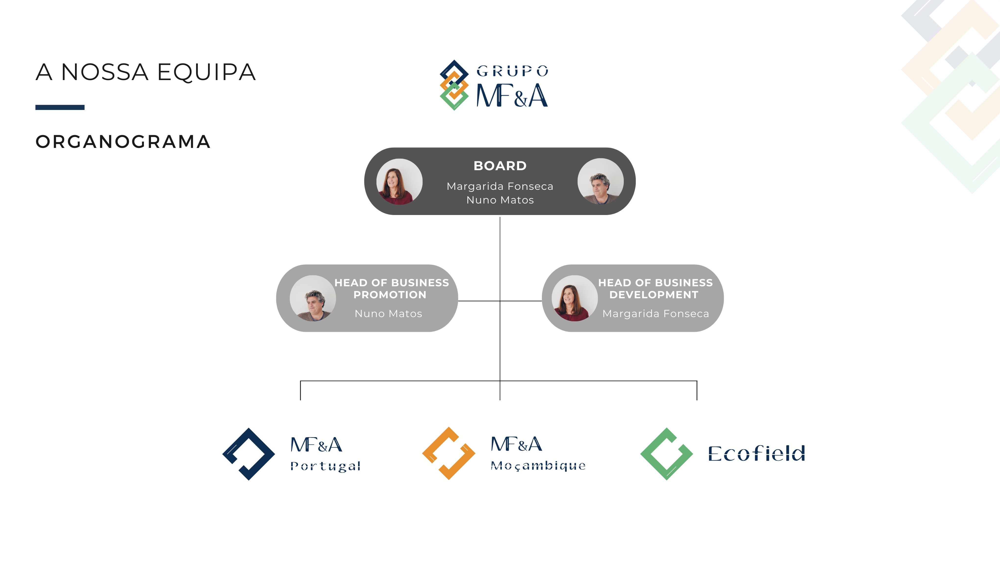 A NOSSA EQUIPA
ORGANOGRAMA
GRUPO
MF&A
BOARD
Margarida Fonseca
Nuno Matos
HEAD OF BUSINESS
PROMOTION
Nuno Matos
HEAD OF BUSINESS
DEVELOPMENT
Margarida Fonseca
MF&A
Portugal
MF&A
Moçambique
Ecofield